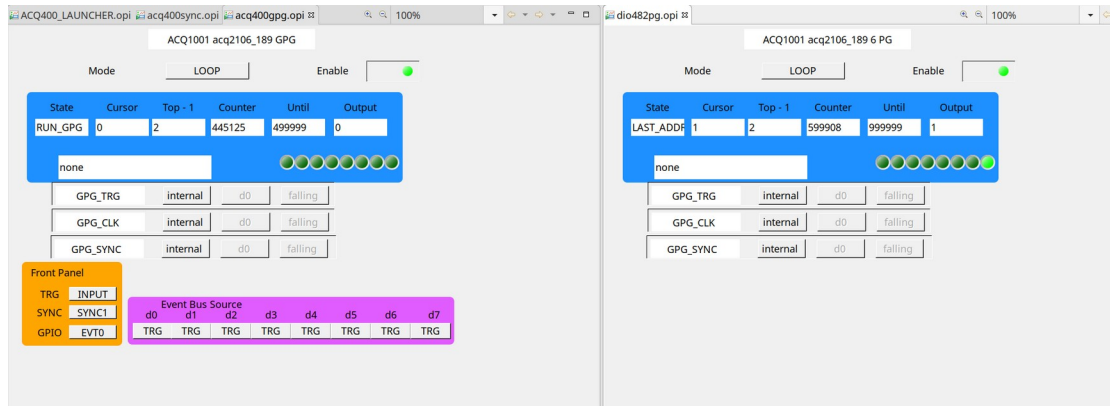 ACQ400_LAUNCHER.opi acq400sync.opi acq400gpg.opi 100%
ACQ1001 acq2106_189 GPG
Mode LOOP Enable
State Cursor Top - 1 Counter Until Output
RUN_GPG 0 2 445125 499999 0
none
GPG_TRG internal d0 falling
GPG_CLK internal d0 falling
GPG_SYNC internal d0 falling
Front Panel
TRG INPUT
SYNC SYNC1
GPIO EVT0
Event Bus Source
d0 d1 d2 d3 d4 d5 d6 d7
TRG TRG TRG TRG TRG TRG TRG TRG
dio482pg.opi 100%
ACQ1001 acq2106_189 6 PG
Mode LOOP Enable
State Cursor Top - 1 Counter Until Output
LAST_ADDR 1 2 599908 999999 1
none
GPG_TRG internal d0 falling
GPG_CLK internal d0 falling
GPG_SYNC internal d0 falling